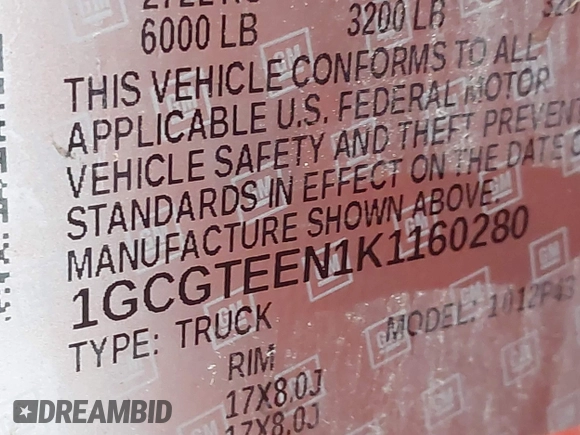 6000 LB 3200 LB
THIS VEHICLE CONFORMS TO ALL
APPLICABLE U.S. FEDERAL MOTOR
VEHICLE SAFETY AND THEFT PREVENT
STANDARDS IN EFFECT ON THE DATE O
MANUFACTURE SHOWN ABOVE.
1GCGTEEN1K1160280
TYPE: TRUCK MODEL:
RIM
17X8.0J
17X8.0J
GM
DREAMBID